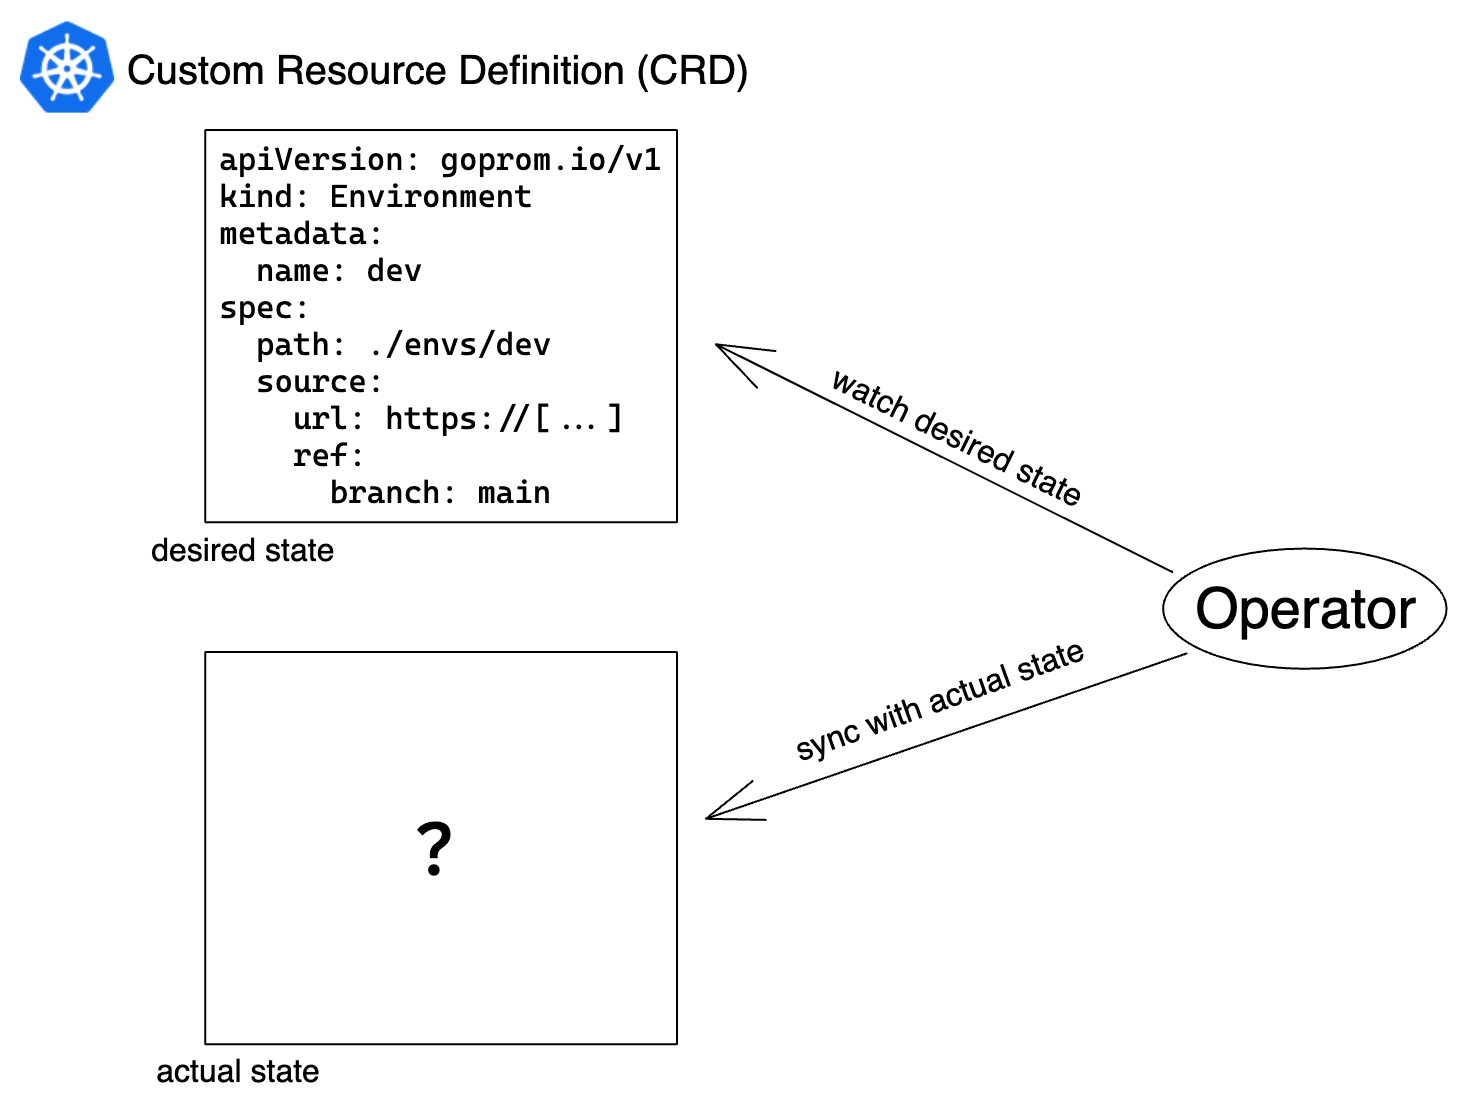 Custom Resource Definition (CRD)
apiVersion: goprom.io/v1
kind: Environment
metadata:
  name: dev
spec:
  path: ./envs/dev
  source:
    url: https://[...]
    ref:
      branch: main
desired state
watch desired state
Operator
sync with actual state
?
actual state